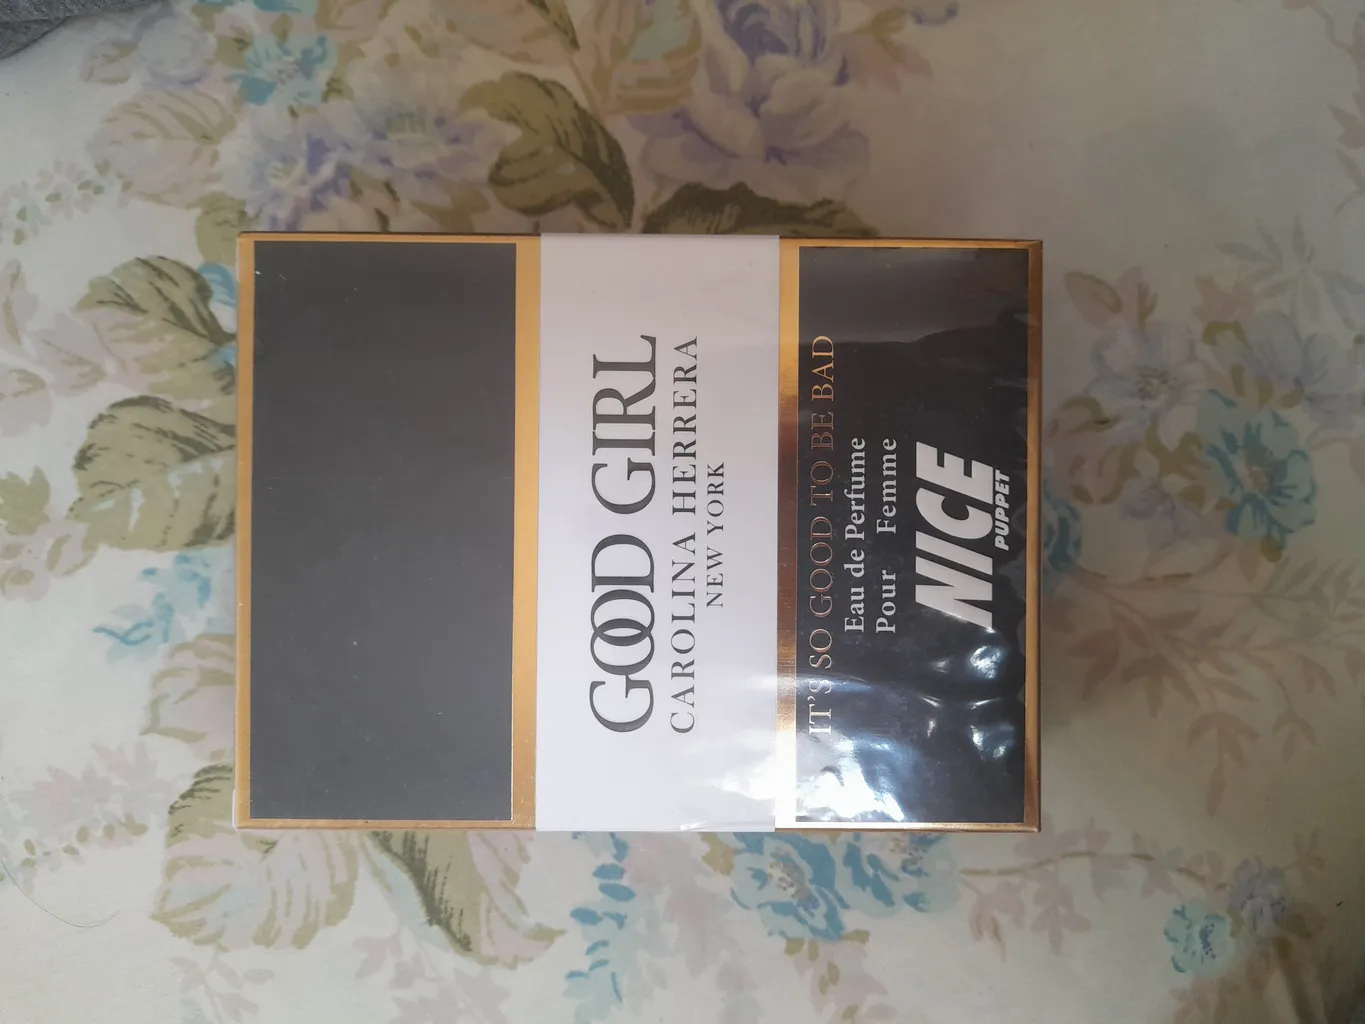 GOOD GIRL
CAROLINA HERRERA
NEW YORK
IT'S SO GOOD TO BE BAD
Eau de Perfume
Pour Femme
NICE
PUPPET